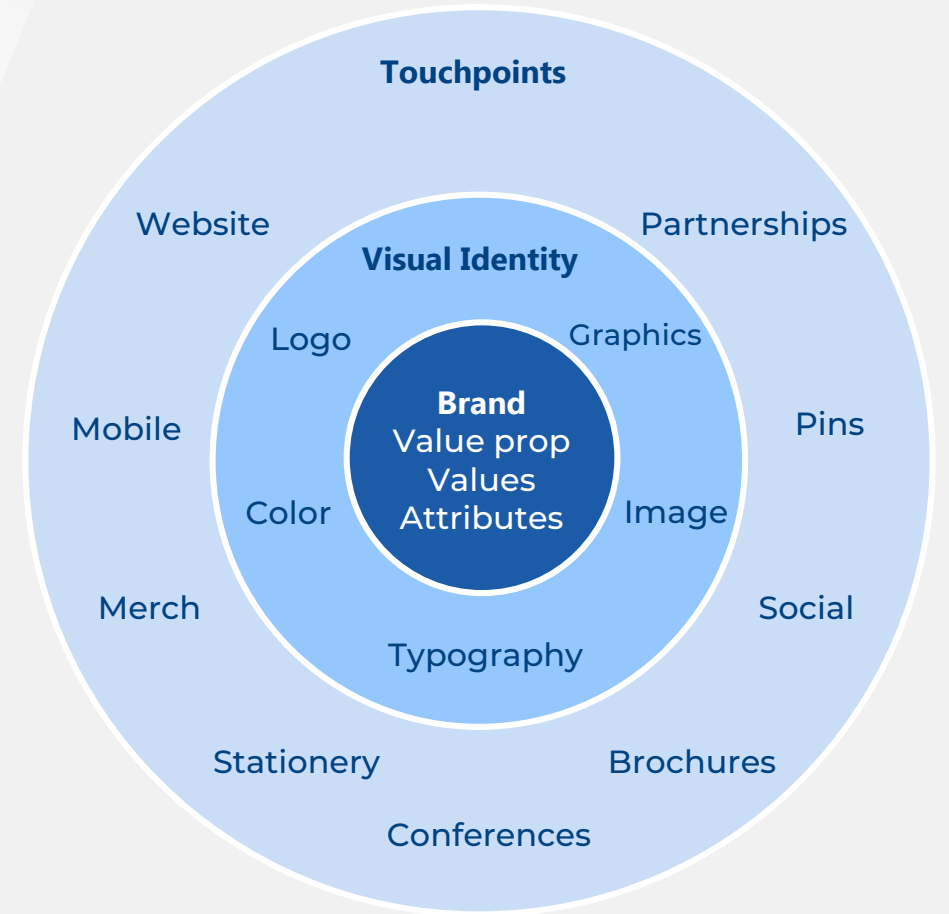 Touchpoints
Website
Partnerships
Visual Identity
Logo
Graphics
Brand
Value prop
Values
Attributes
Mobile
Pins
Color
Image
Merch
Social
Typography
Stationery
Brochures
Conferences